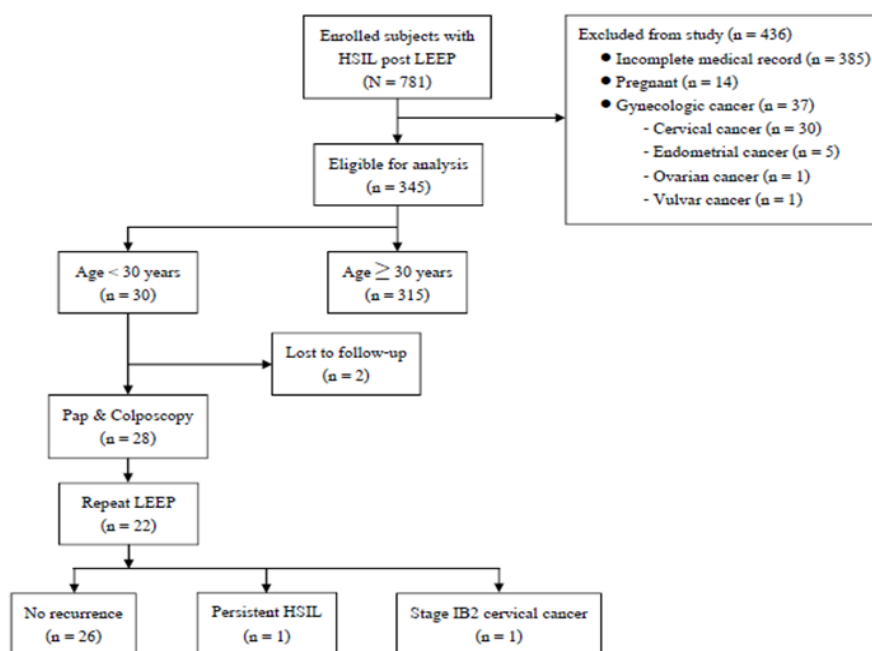 Enrolled subjects with
HSIL post LEEP
(N = 781)
Excluded from study (n = 436)
● Incomplete medical record (n = 385)
● Pregnant (n = 14)
● Gynecologic cancer (n = 37)
- Cervical cancer (n = 30)
- Endometrial cancer (n = 5)
- Ovarian cancer (n = 1)
- Vulvar cancer (n = 1)
Eligible for analysis
(n = 345)
Age < 30 years
(n = 30)
Age ≥ 30 years
(n = 315)
Lost to follow-up
(n = 2)
Pap & Colposcopy
(n = 28)
Repeat LEEP
(n = 22)
No recurrence
(n = 26)
Persistent HSIL
(n = 1)
Stage IB2 cervical cancer
(n = 1)